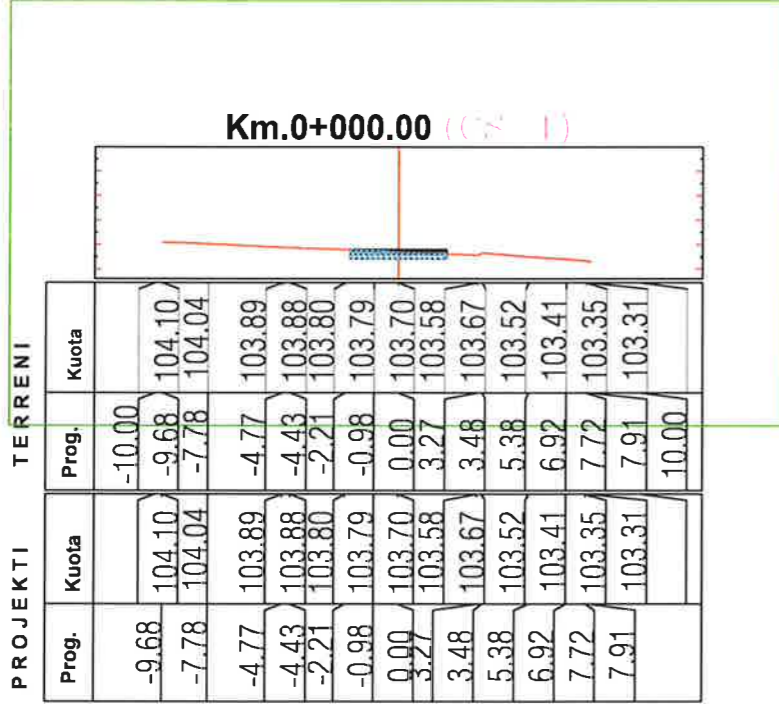 Km.0+000.00
TERRENI
Kuota 104.10 104.04 103.89 103.88 103.80 103.79 103.70 103.58 103.67 103.52 103.41 103.35 103.31
Prog. -10.00 -9.68 -7.78 -4.77 -4.43 -2.21 -0.98 0.00 3.27 3.48 5.38 6.92 7.72 7.91 10.00
PROJEKTI
Kuota 104.10 104.04 103.89 103.88 103.80 103.79 103.70 103.58 103.67 103.52 103.41 103.35 103.31
Prog. -9.68 -7.78 -4.77 -4.43 -2.21 -0.98 0.00 3.27 3.48 5.38 6.92 7.72 7.91